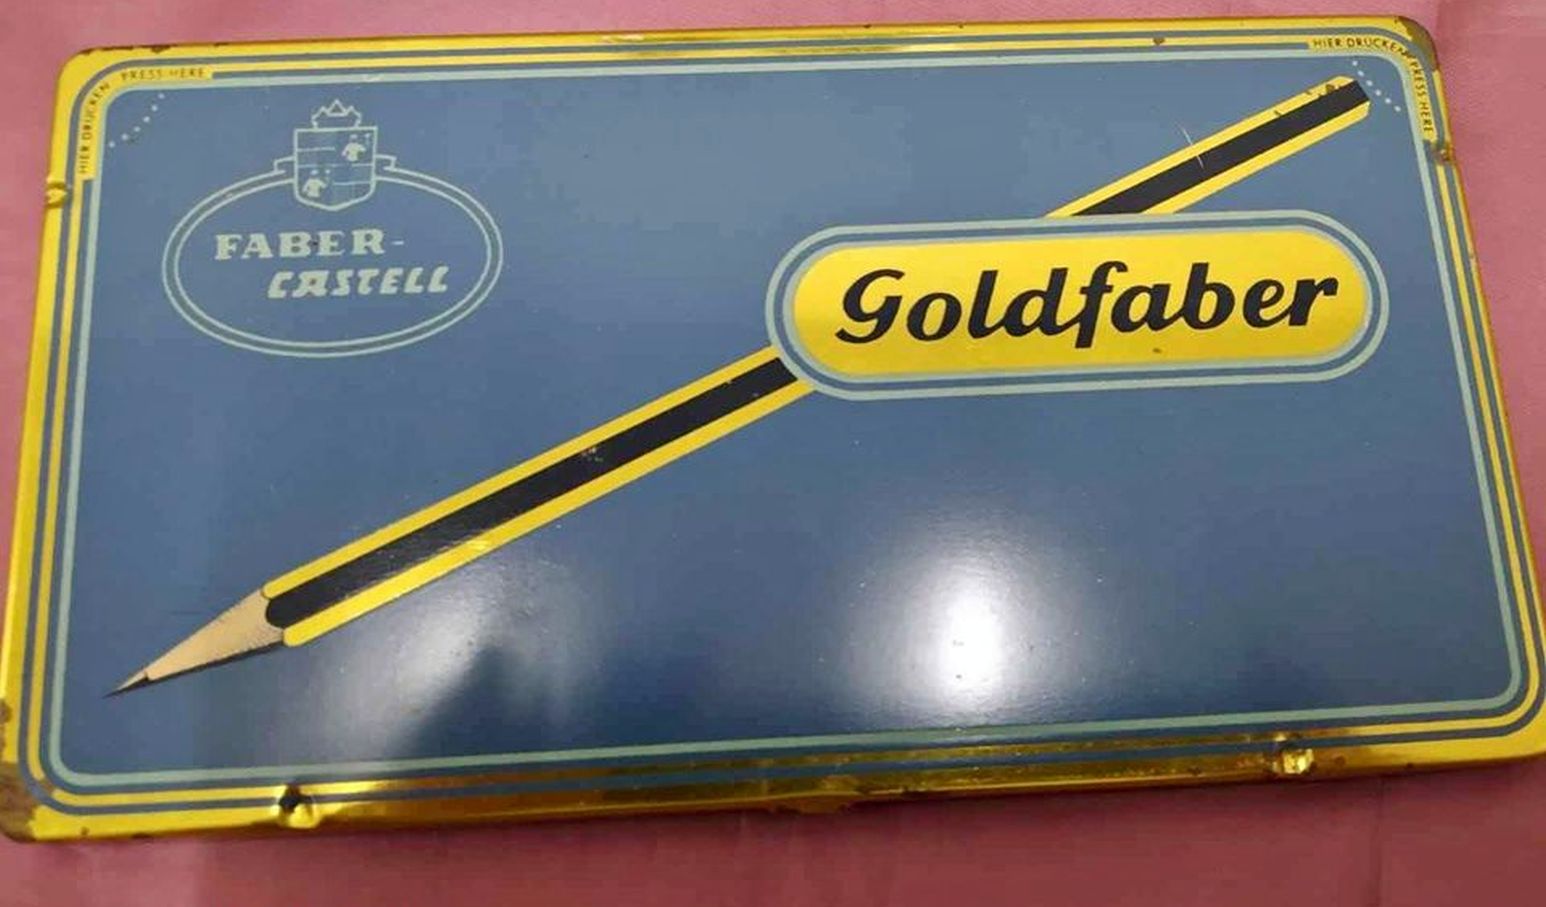 HIER DRÜCKEN
PRESS HERE
HIER DRÜCKEN
PRESS HERE
FABER-
CASTELL
Goldfaber